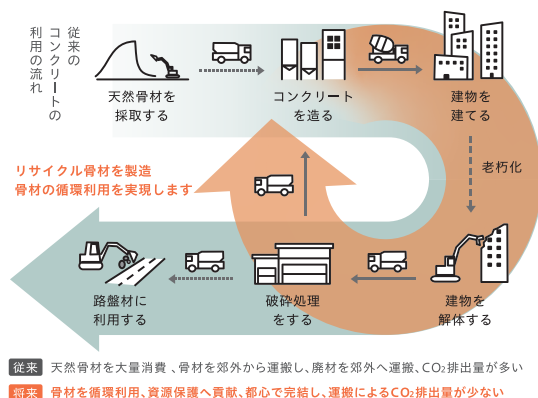 従来の
コンクリートの
利用の流れ
天然骨材を
採取する
コンクリート
を造る
建物を
建てる
老朽化
リサイクル骨材を製造
骨材の循環利用を実現します
路盤材に
利用する
破砕処理
をする
建物を
解体する
従来 天然骨材を大量消費、骨材を郊外から運搬し、廃材を郊外へ運搬、CO₂排出量が多い
将来 骨材を循環利用、資源保護へ貢献、都心で完結し、運搬によるCO₂排出量が少ない